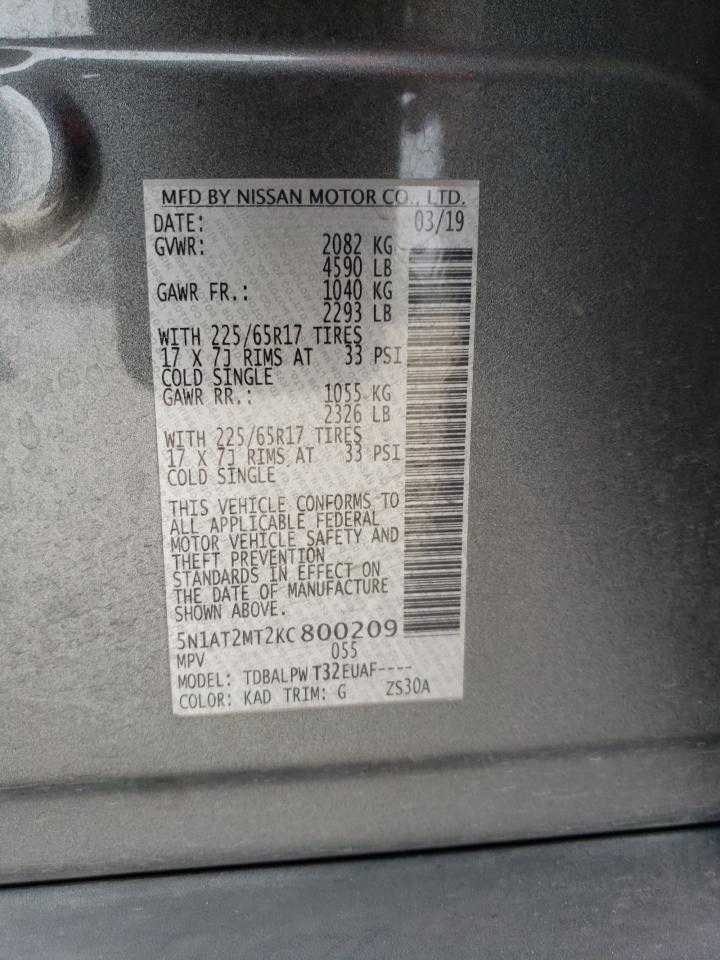 MFD BY NISSAN MOTOR CO., LTD.
DATE: 03/19
GVWR: 2082 KG
4590 LB
GAWR FR.: 1040 KG
2293 LB
WITH 225/65R17 TIRES
17 X 7J RIMS AT 33 PSI
COLD SINGLE
GAWR RR.: 1055 KG
2326 LB
WITH 225/65R17 TIRES
17 X 7J RIMS AT 33 PSI
COLD SINGLE
THIS VEHICLE CONFORMS TO
ALL APPLICABLE FEDERAL
MOTOR VEHICLE SAFETY AND
THEFT PREVENTION
STANDARDS IN EFFECT ON
THE DATE OF MANUFACTURE
SHOWN ABOVE.
5N1AT2MT2KC800209
MPV 055
MODEL: TDBALPW T32EUAF----
COLOR: KAD TRIM: G ZS30A